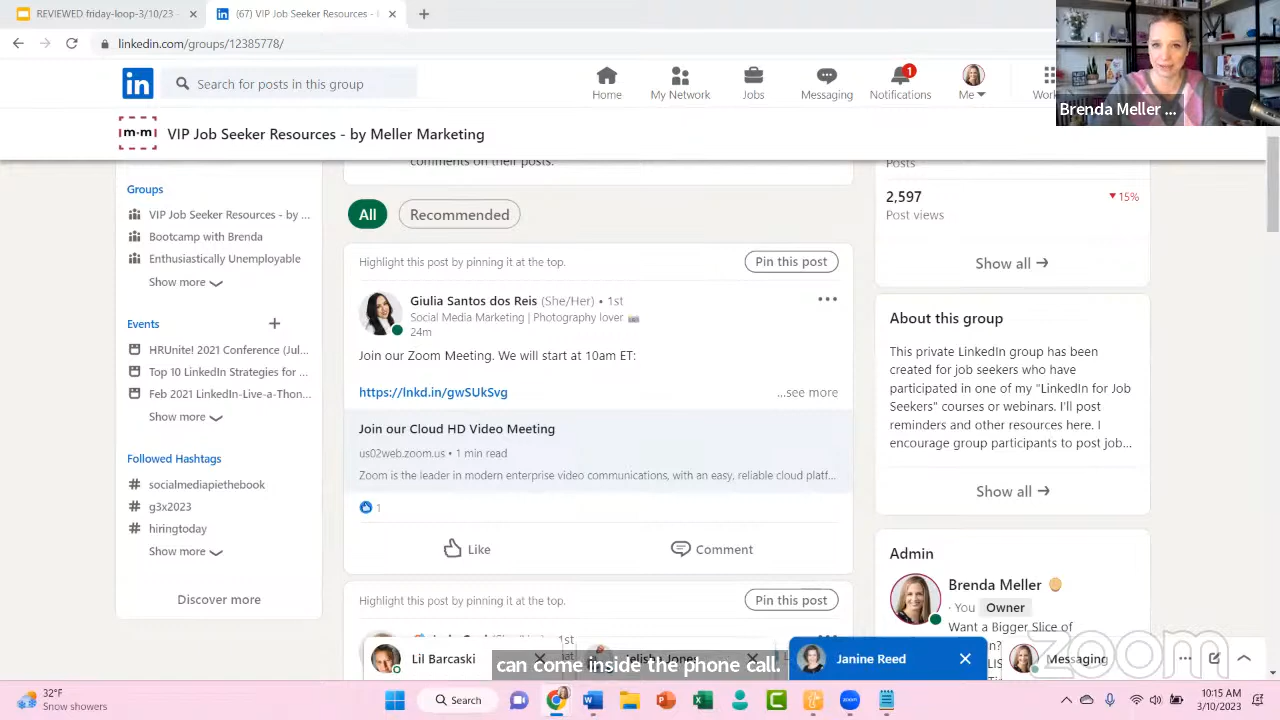 REVIEWED friday-loop-3/10/23
(67) VIP Job Seeker Resources -
linkedin.com/groups/12385778/
Brenda Meller ...
in
Search for posts in this group
Home
My Network
Jobs
Messaging
1
Notifications
Me
m·m
VIP Job Seeker Resources - by Meller Marketing
comments on their posts.
Groups
VIP Job Seeker Resources - by ...
Bootcamp with Brenda
Enthusiastically Unemployable
Show more
Events
HRUnite! 2021 Conference (Jul...
Top 10 LinkedIn Strategies for ...
Feb 2021 LinkedIn-Live-a-Thon...
Show more
Followed Hashtags
# socialmediapiethebook
# g3x2023
# hiringtoday
Show more
Discover more
All
Recommended
Highlight this post by pinning it at the top.
Pin this post
Giulia Santos dos Reis (She/Her) • 1st
Social Media Marketing | Photography lover
24m
Join our Zoom Meeting. We will start at 10am ET:
https://lnkd.in/gwSUkSvg
...see more
Join our Cloud HD Video Meeting
us02web.zoom.us • 1 min read
Zoom is the leader in modern enterprise video communications, with an easy, reliable cloud platf...
1
Like
Comment
Highlight this post by pinning it at the top.
Pin this post
1st
Posts
2,597
15%
Post views
Show all
About this group
This private LinkedIn group has been
created for job seekers who have
participated in one of my "LinkedIn for Job
Seekers" courses or webinars. I'll post
reminders and other resources here. I
encourage group participants to post job...
Show all
Admin
Brenda Meller
· You Owner
Want a Bigger Slice of
Lil Barcaski
can come inside the phone call.
Janine Reed
Messaging
zoom
32°F
Snow showers
Search
10:15 AM
3/10/2023